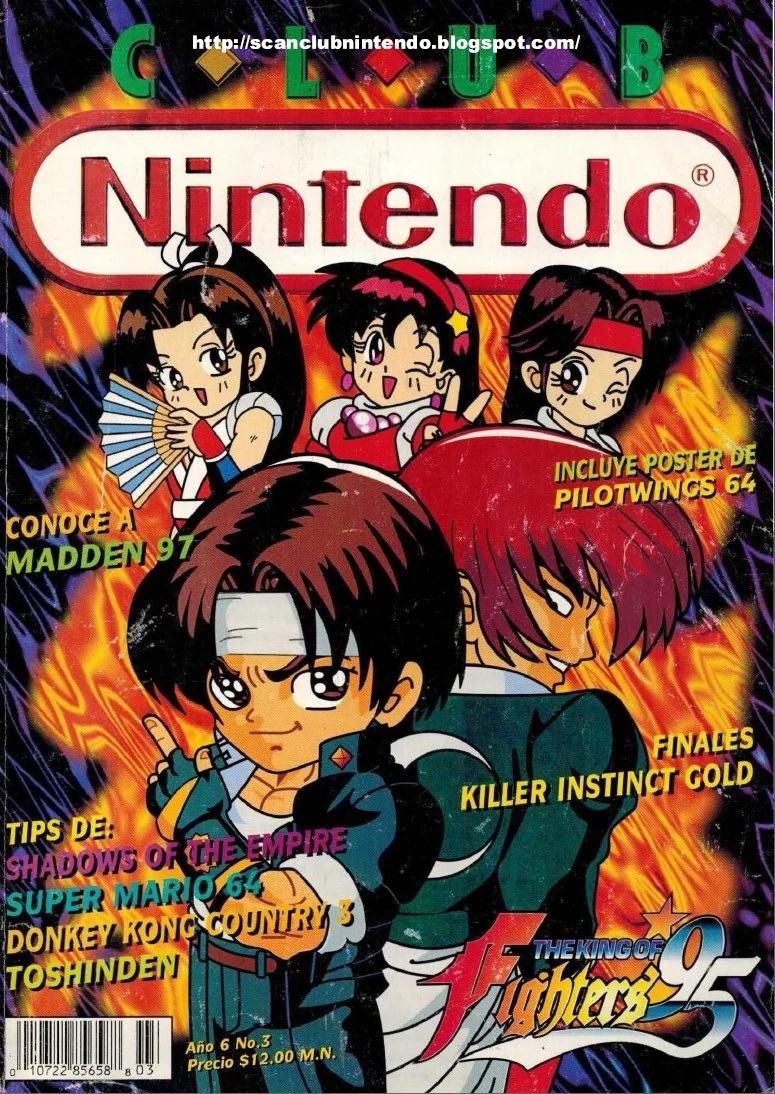 http://scanclubnintendo.blogspot.com/
CLUB
Nintendo®
INCLUYE POSTER DE
PILOTWINGS 64
CONOCE A
MADDEN 97
FINALES
KILLER INSTINCT GOLD
TIPS DE:
SHADOWS OF THE EMPIRE
SUPER MARIO 64
DONKEY KONG COUNTRY 3
TOSHINDEN
THE KING OF
Fighters '95
Año 6 No.3
Precio $12.00 M.N.
0 10722 85658 8 03